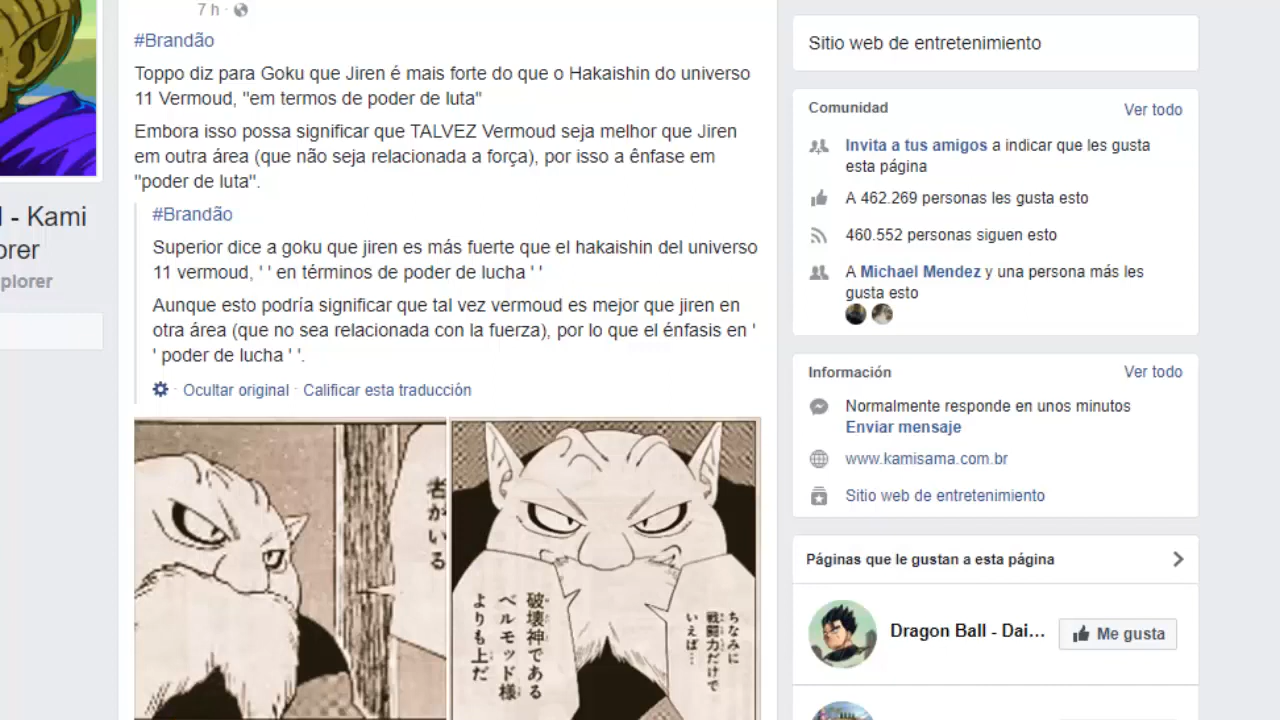 7 h
#Brandão
Toppo diz para Goku que Jiren é mais forte do que o Hakaishin do universo
11 Vermoud, "em termos de poder de luta"
Embora isso possa significar que TALVEZ Vermoud seja melhor que Jiren
em outra área (que não seja relacionada a força), por isso a ênfase em
"poder de luta".
#Brandão
Superior dice a goku que jiren es más fuerte que el hakaishin del universo
11 vermoud, ' ' en términos de poder de lucha ' '
Aunque esto podría significar que tal vez vermoud es mejor que jiren en
otra área (que no sea relacionada con la fuerza), por lo que el énfasis en '
' poder de lucha ' '.
· Ocultar original · Calificar esta traducción
者がいる
ちなみに
戦闘力だけで
いえば…
破壊神である
ベルモッド様
よりも上だ
- Kami
orer
plorer
Sitio web de entretenimiento
Comunidad
Ver todo
Invita a tus amigos a indicar que les gusta
esta página
A 462.269 personas les gusta esto
460.552 personas siguen esto
A Michael Mendez y una persona más les
gusta esto
Información
Ver todo
Normalmente responde en unos minutos
Enviar mensaje
www.kamisama.com.br
Sitio web de entretenimiento
Páginas que le gustan a esta página
Dragon Ball - Dai...
Me gusta